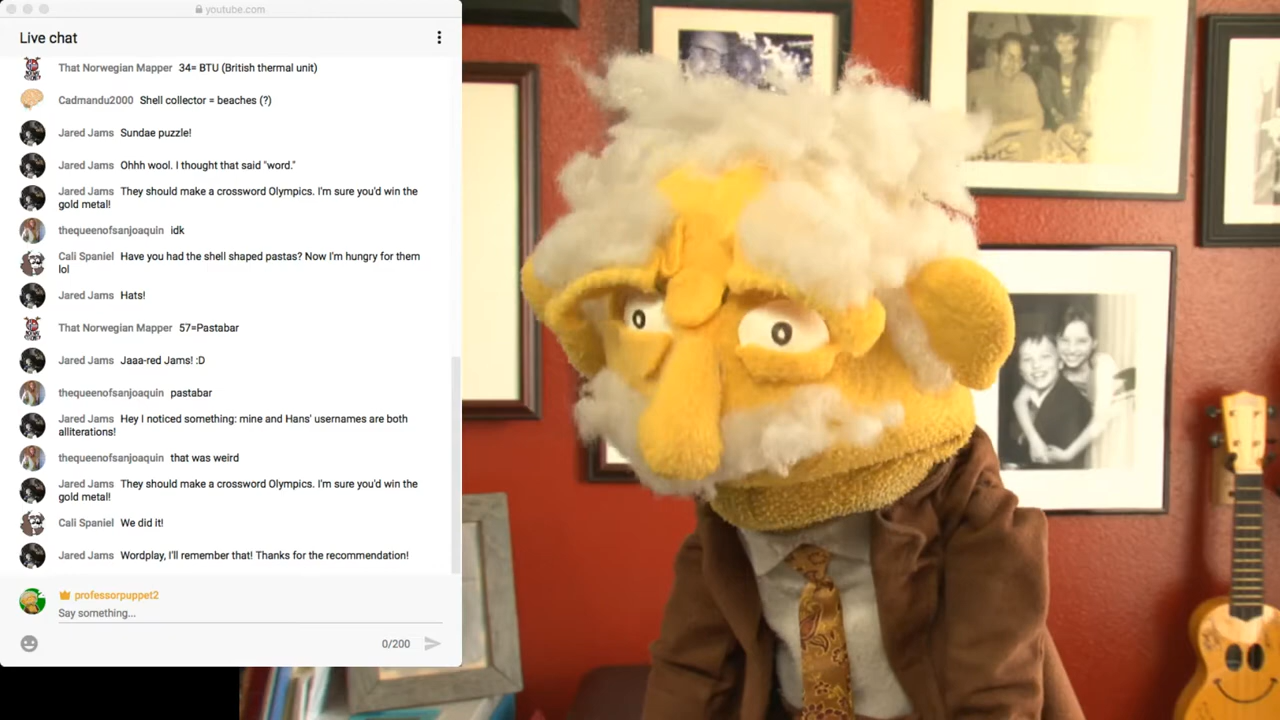 youtube.com
Live chat
That Norwegian Mapper 34= BTU (British thermal unit)
Cadmandu2000 Shell collector = beaches (?)
Jared Jams Sundae puzzle!
Jared Jams Ohhh wool. I thought that said "word."
Jared Jams They should make a crossword Olympics. I'm sure you'd win the
gold metal!
thequeenofsanjoaquin idk
Cali Spaniel Have you had the shell shaped pastas? Now I'm hungry for them
lol
Jared Jams Hats!
That Norwegian Mapper 57=Pastabar
Jared Jams Jaaa-red Jams! :D
thequeenofsanjoaquin pastabar
Jared Jams Hey I noticed something: mine and Hans' usernames are both
alliterations!
thequeenofsanjoaquin that was weird
Jared Jams They should make a crossword Olympics. I'm sure you'd win the
gold metal!
Cali Spaniel We did it!
Jared Jams Wordplay, I'll remember that! Thanks for the recommendation!
professorpuppet2
Say something...
0/200